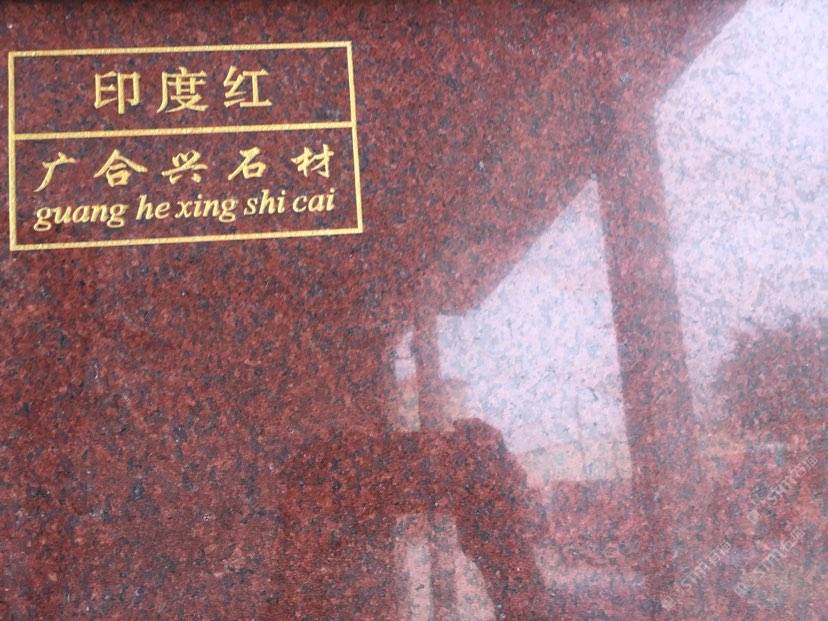 印度红
广合兴石材
guang he xing shi cai